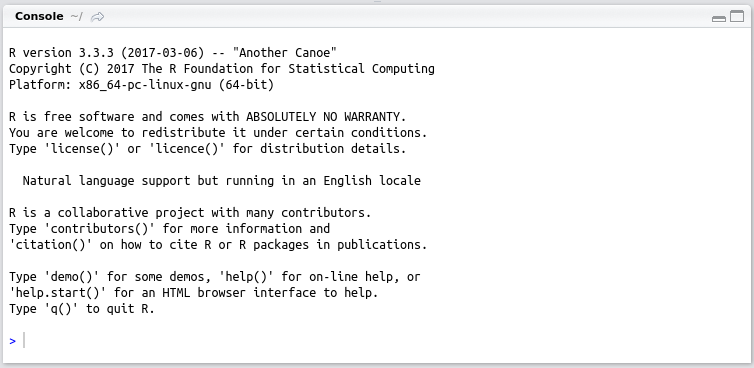 Console ~/
R version 3.3.3 (2017-03-06) -- "Another Canoe"
Copyright (C) 2017 The R Foundation for Statistical Computing
Platform: x86_64-pc-linux-gnu (64-bit)
R is free software and comes with ABSOLUTELY NO WARRANTY.
You are welcome to redistribute it under certain conditions.
Type 'license()' or 'licence()' for distribution details.
Natural language support but running in an English locale
R is a collaborative project with many contributors.
Type 'contributors()' for more information and
'citation()' on how to cite R or R packages in publications.
Type 'demo()' for some demos, 'help()' for on-line help, or
'help.start()' for an HTML browser interface to help.
Type 'q()' to quit R.
>